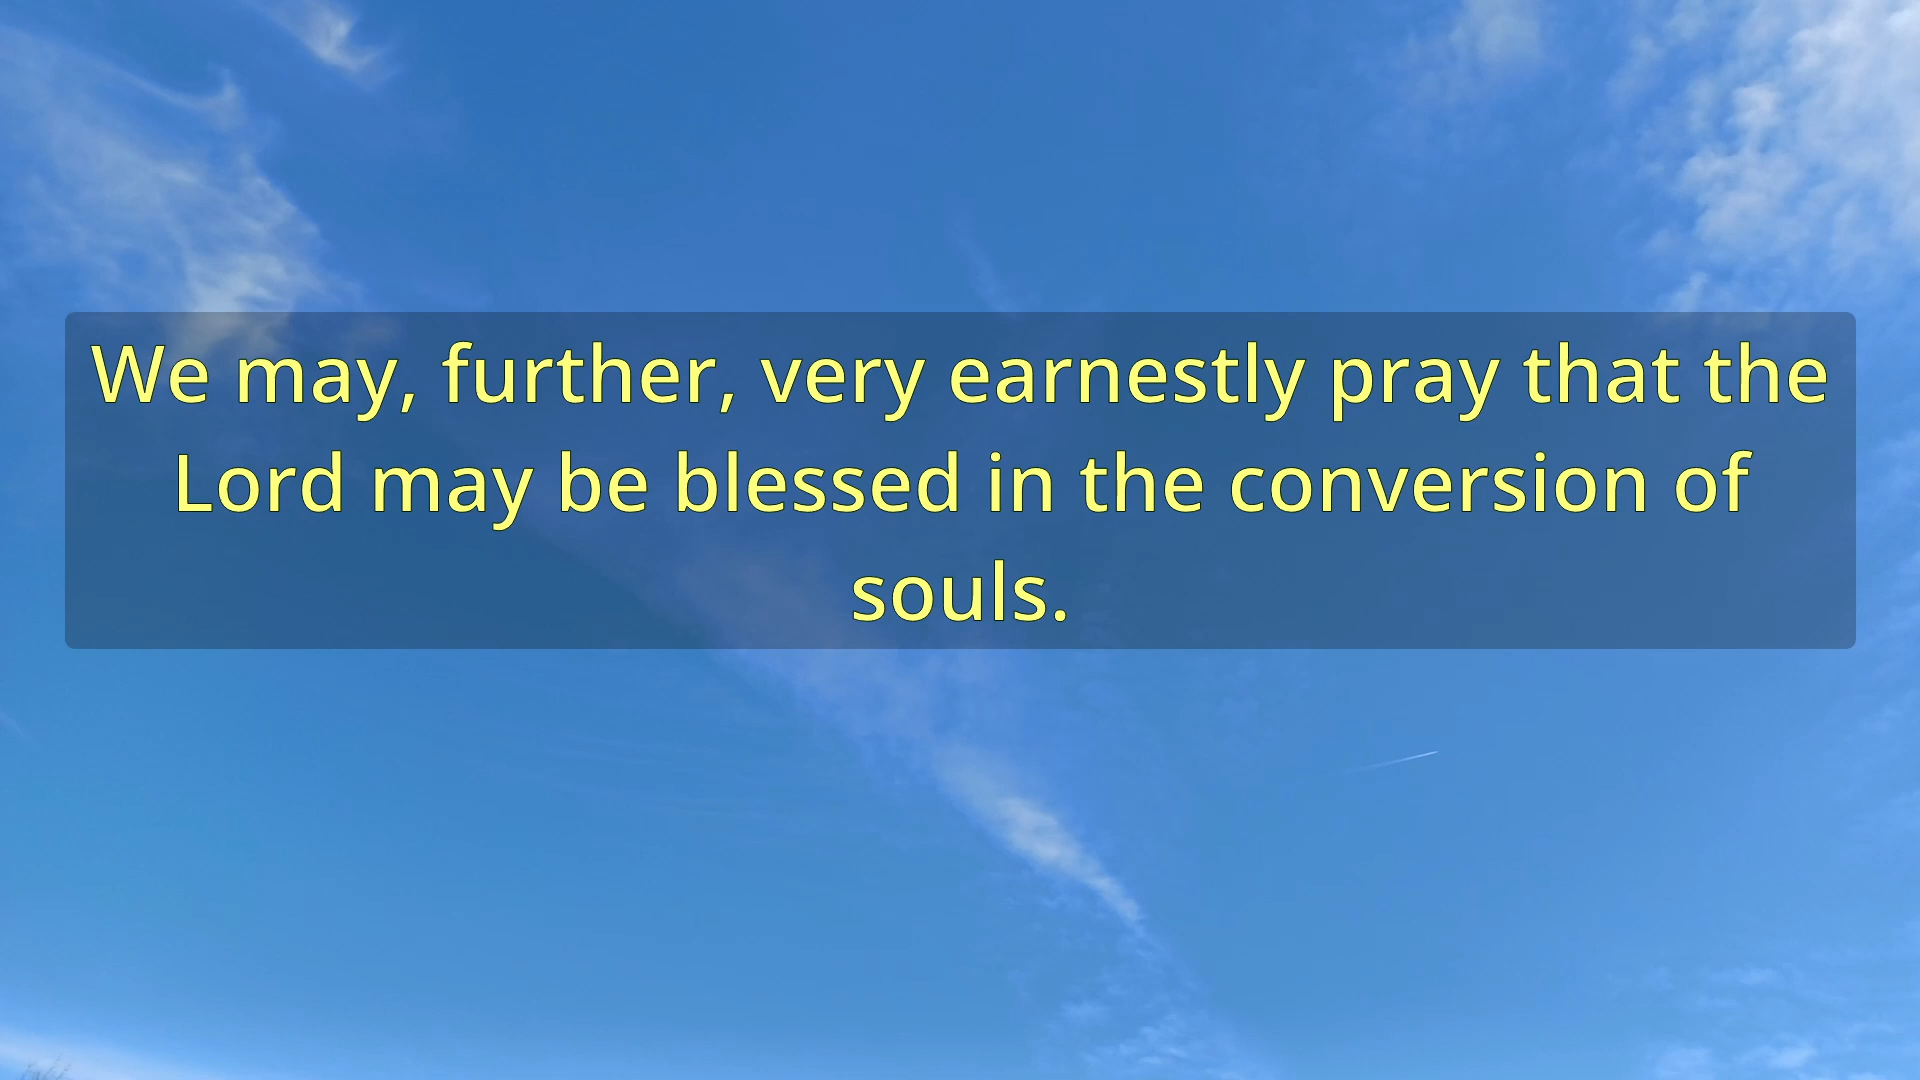 We may, further, very earnestly pray that the
Lord may be blessed in the conversion of
souls.